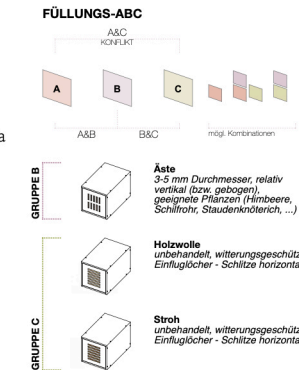 FÜLLUNGS-ABC
A&C
KONFLIKT
A
B
C
A&B
B&C
mögl. Kombinationen
a
GRUPPE B
Äste
3-5 mm Durchmesser, relativ
vertikal (bzw. gebogen),
geeignete Pflanzen (Himbeere,
Schilfrohr, Staudenknöterich, ...)
GRUPPE C
Holzwolle
unbehandelt, witterungsgeschütz
Einfluglöcher - Schlitze horizonta
Stroh
unbehandelt, witterungsgeschütz
Einfluglöcher - Schlitze horizonta